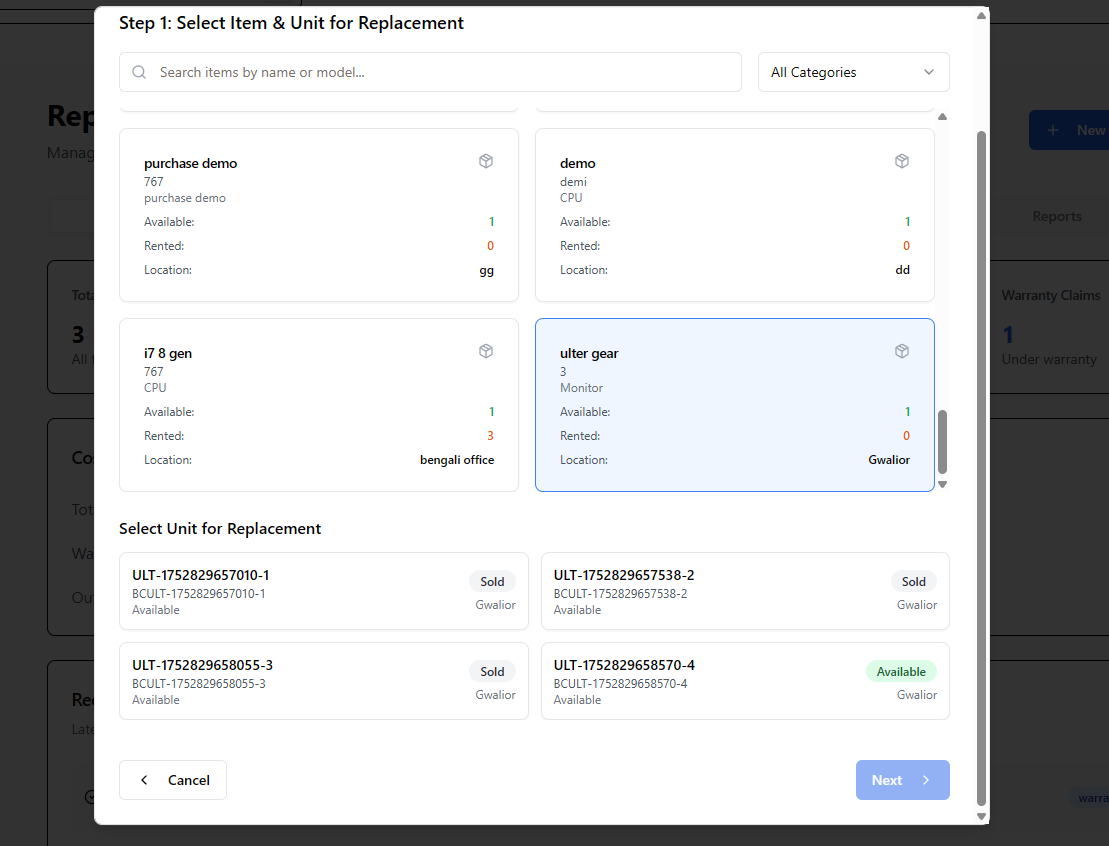 Step 1: Select Item & Unit for Replacement
Search items by name or model...
All Categories
Rep
Manag
New
Reports
purchase demo
767
purchase demo
Available: 1
Rented: 0
Location: gg
demo
demi
CPU
Available: 1
Rented: 0
Location: dd
Tota
3
All
Warranty Claims
1
Under warranty
i7 8 gen
767
CPU
Available: 1
Rented: 3
Location: bengali office
ulter gear
3
Monitor
Available: 1
Rented: 0
Location: Gwalior
Cos
Tot
Wa
Ou
Select Unit for Replacement
ULT-1752829657010-1
BCULT-1752829657010-1
Available
Sold
Gwalior
ULT-1752829657538-2
BCULT-1752829657538-2
Available
Sold
Gwalior
ULT-1752829658055-3
BCULT-1752829658055-3
Available
Sold
Gwalior
ULT-1752829658570-4
BCULT-1752829658570-4
Available
Available
Gwalior
Rec
Late
Cancel
Next
warra